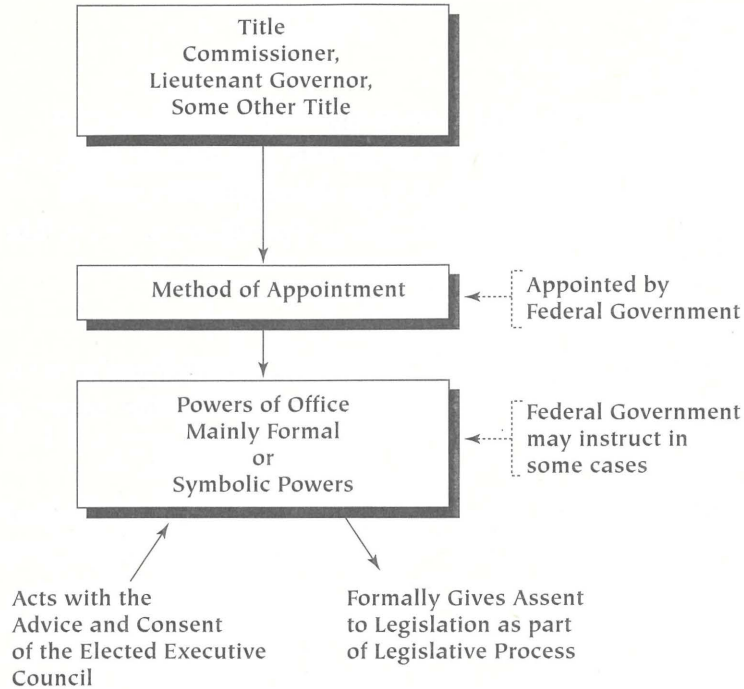 Title
Commissioner,
Lieutenant Governor,
Some Other Title
Method of Appointment
Appointed by
Federal Government
Powers of Office
Mainly Formal
or
Symbolic Powers
Federal Government
may instruct in
some cases
Acts with the
Advice and Consent
of the Elected Executive
Council
Formally Gives Assent
to Legislation as part
of Legislative Process